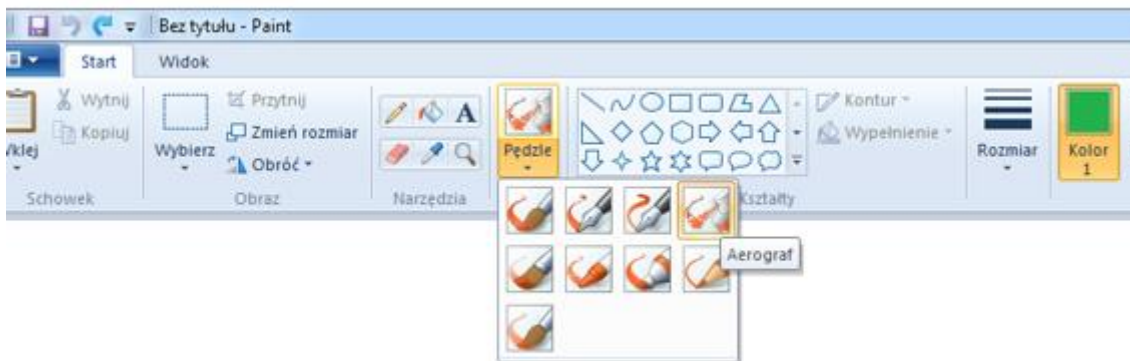 Bez tytułu - Paint
Start Widok
Wytnij
Kopiuj
Wklej
Schowek
Wybierz
Przytnij
Zmień rozmiar
Obróć
Obraz
A
Narzędzia
Pędzle
Kontur
Wypełnienie
Kształty
Rozmiar
Kolor
1
Aerograf